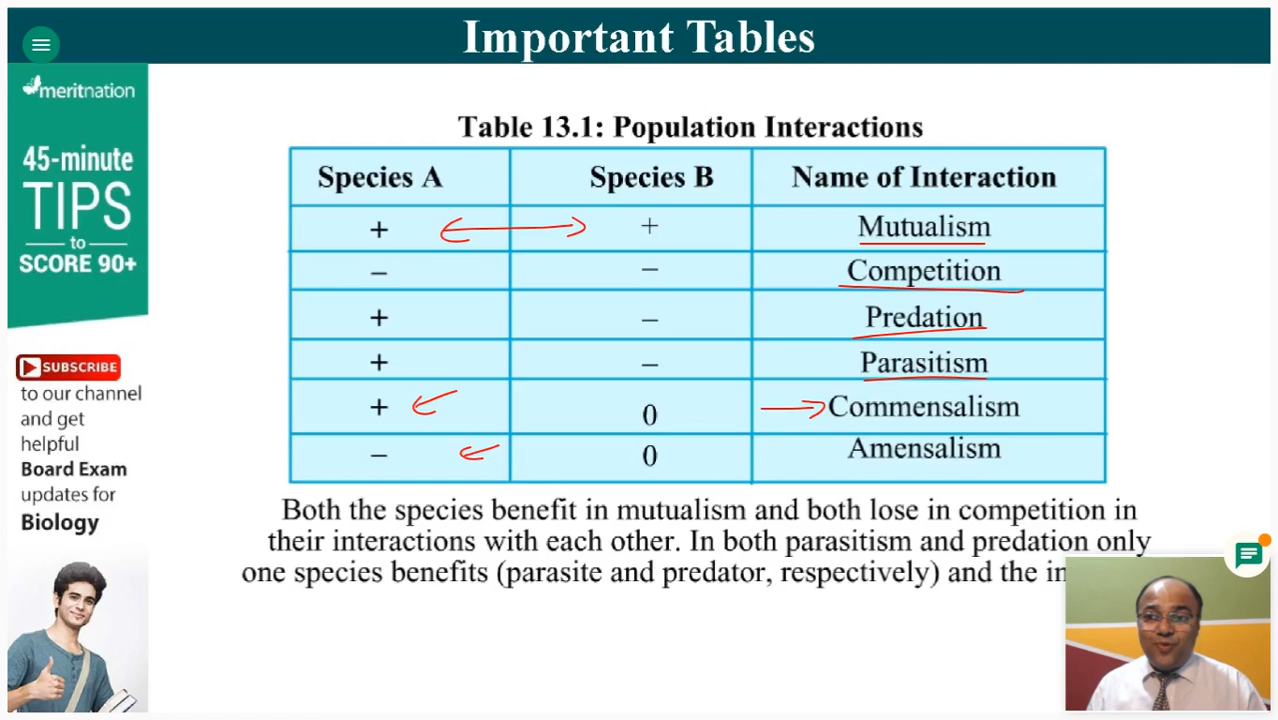 Important Tables
meritnation
45-minute
TIPS
to
SCORE 90+
SUBSCRIBE
to our channel
and get
helpful
Board Exam
updates for
Biology
Table 13.1: Population Interactions
Species A Species B Name of Interaction
+ + Mutualism
– – Competition
+ – Predation
+ – Parasitism
+ 0 Commensalism
– 0 Amensalism
Both the species benefit in mutualism and both lose in competition in
their interactions with each other. In both parasitism and predation only
one species benefits (parasite and predator, respectively) and the